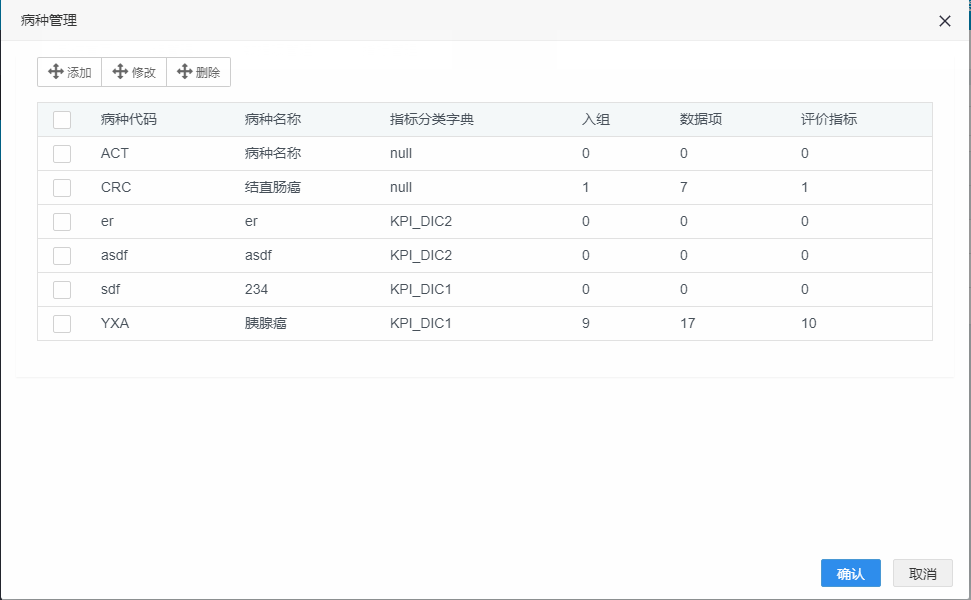 病种管理
添加 修改 删除
病种代码 病种名称 指标分类字典 入组 数据项 评价指标
ACT 病种名称 null 0 0 0
CRC 结直肠癌 null 1 7 1
er er KPI_DIC2 0 0 0
asdf asdf KPI_DIC2 0 0 0
sdf 234 KPI_DIC1 0 0 0
YXA 胰腺癌 KPI_DIC1 9 17 10
确认 取消